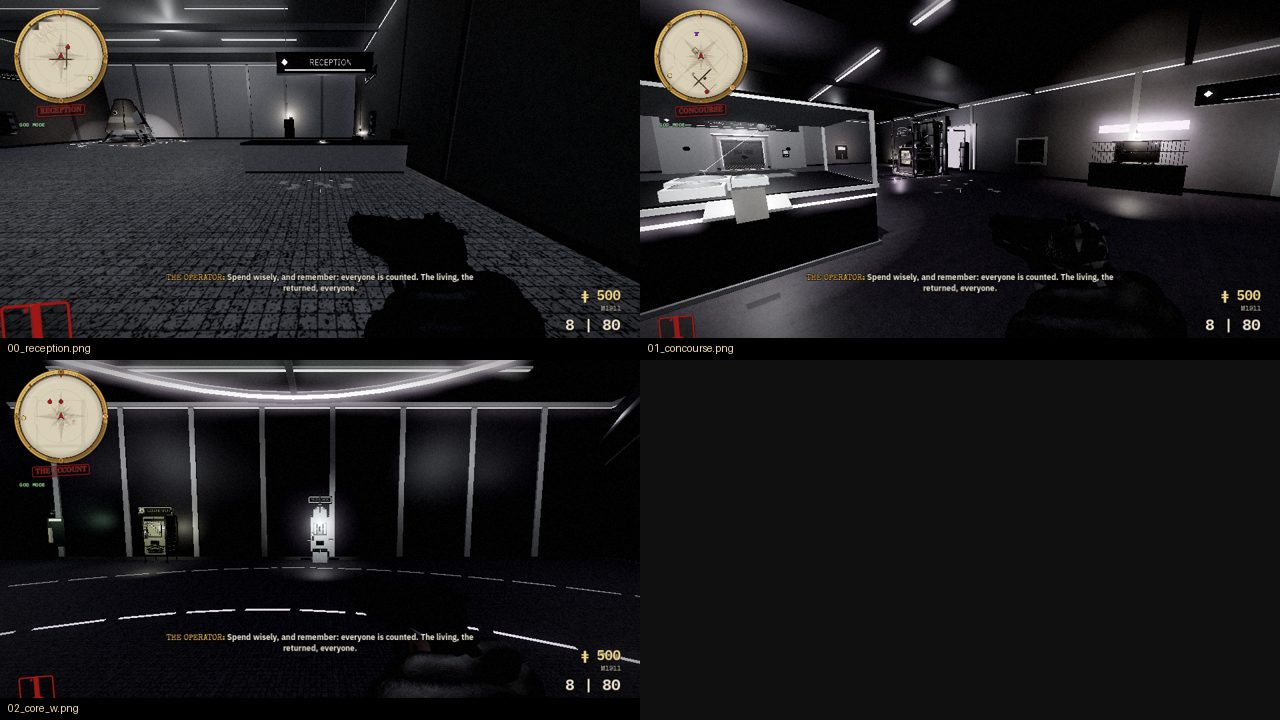 RECEPTION
RECEPTION
GOD MODE
THE OPERATOR: Spend wisely, and remember: everyone is counted. The living, the
returned, everyone.
500
M1911
8 | 80
00_reception.png
CONCOURSE
GOD MODE
THE OPERATOR: Spend wisely, and remember: everyone is counted. The living, the
returned, everyone.
500
M1911
8 | 80
01_concourse.png
THE ACCOUNT
GOD MODE
THE OPERATOR: Spend wisely, and remember: everyone is counted. The living, the
returned, everyone.
500
M1911
8 | 80
02_core_w.png